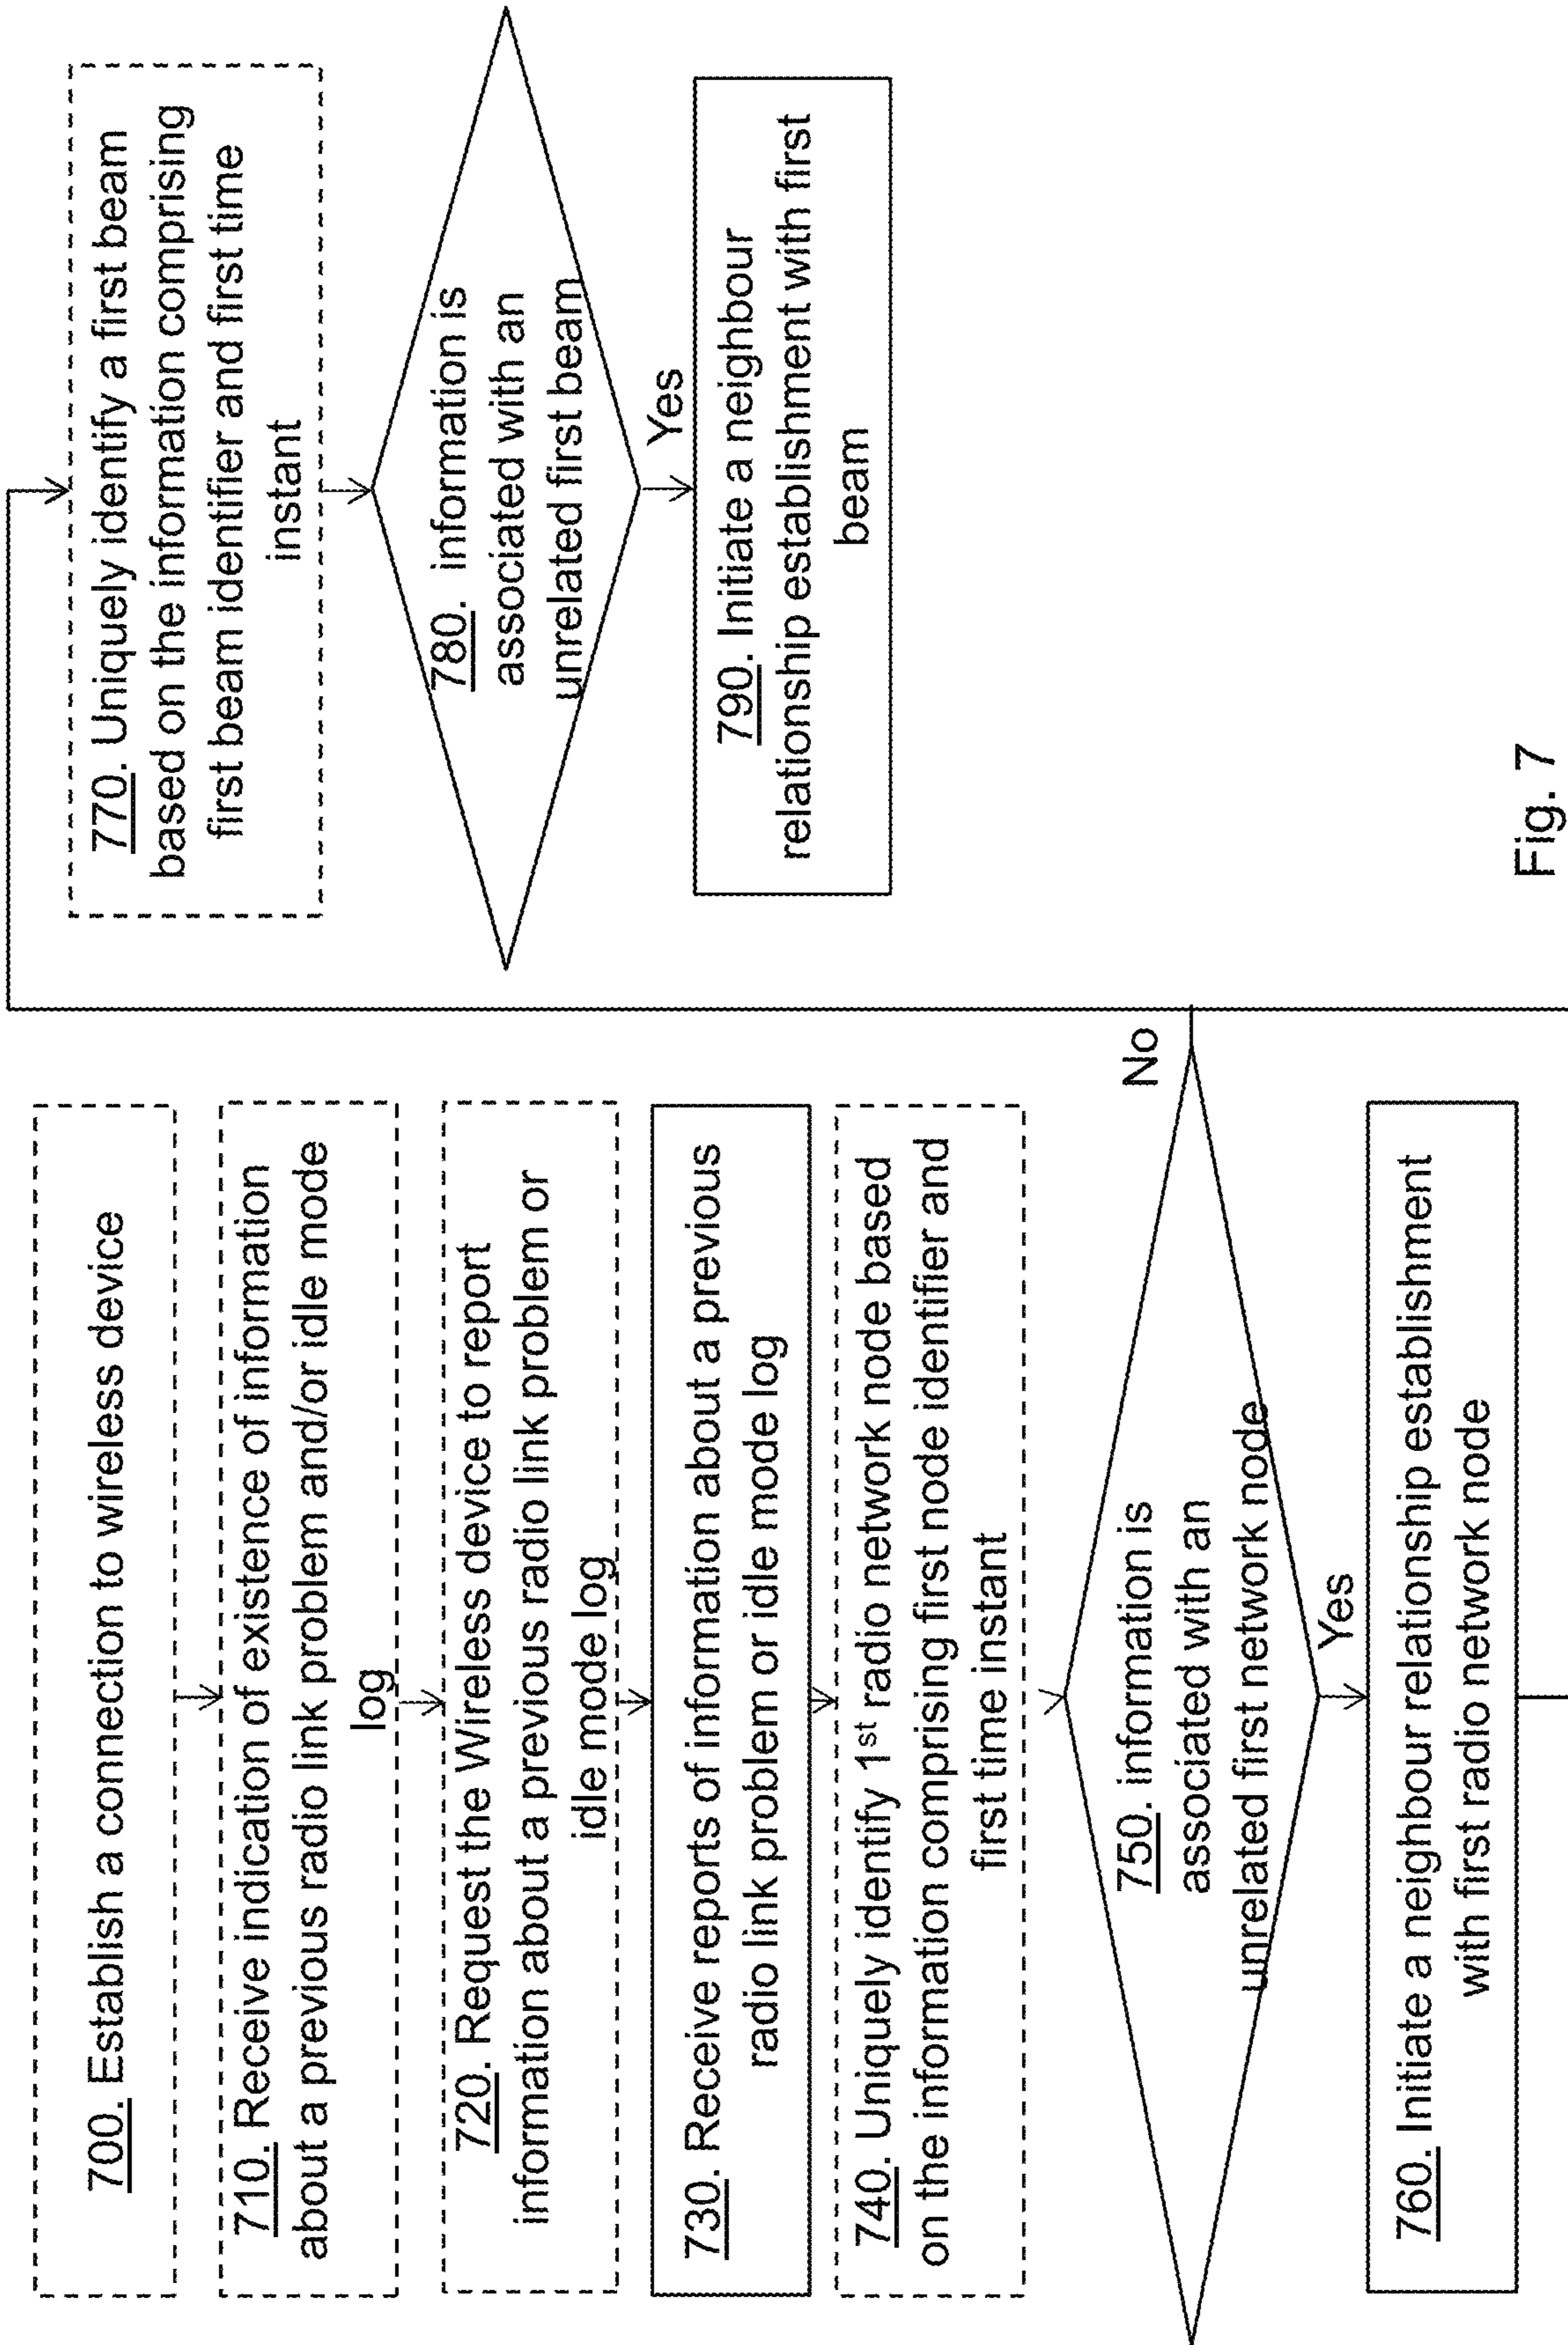 700. Establish a connection to wireless device
710. Receive indication of existence of information
about a previous radio link problem and/or idle mode
log
720. Request the Wireless device to report
information about a previous radio link problem or
idle mode log
730. Receive reports of information about a previous
radio link problem or idle mode log
740. Uniquely identify 1st radio network node based
on the information comprising first node identifier and
first time instant
750. information is
associated with an
unrelated first network node
No
Yes
760. Initiate a neighbour relationship establishment
with first radio network node
770. Uniquely identify a first beam
based on the information comprising
first beam identifier and first time
instant
780. information is
associated with an
unrelated first beam
Yes
790. Initiate a neighbour
relationship establishment with first
beam
Fig. 7